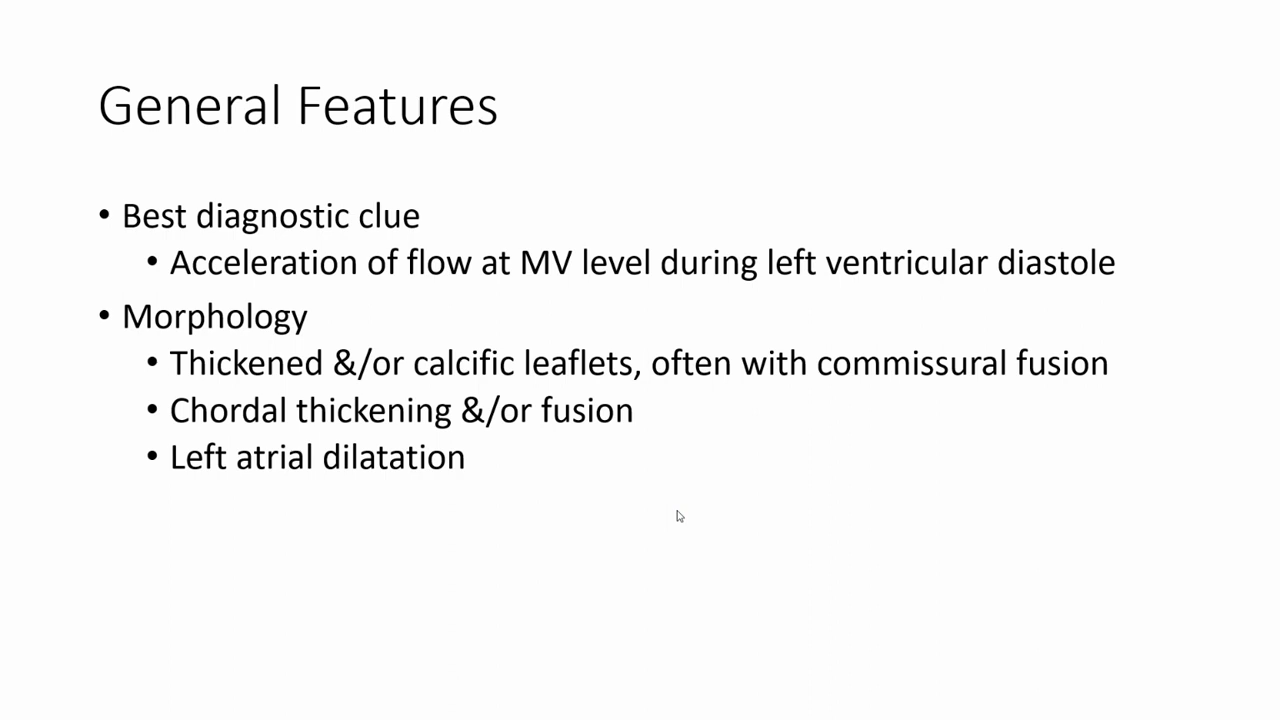 General Features
• Best diagnostic clue
• Acceleration of flow at MV level during left ventricular diastole
• Morphology
• Thickened &/or calcific leaflets, often with commissural fusion
• Chordal thickening &/or fusion
• Left atrial dilatation